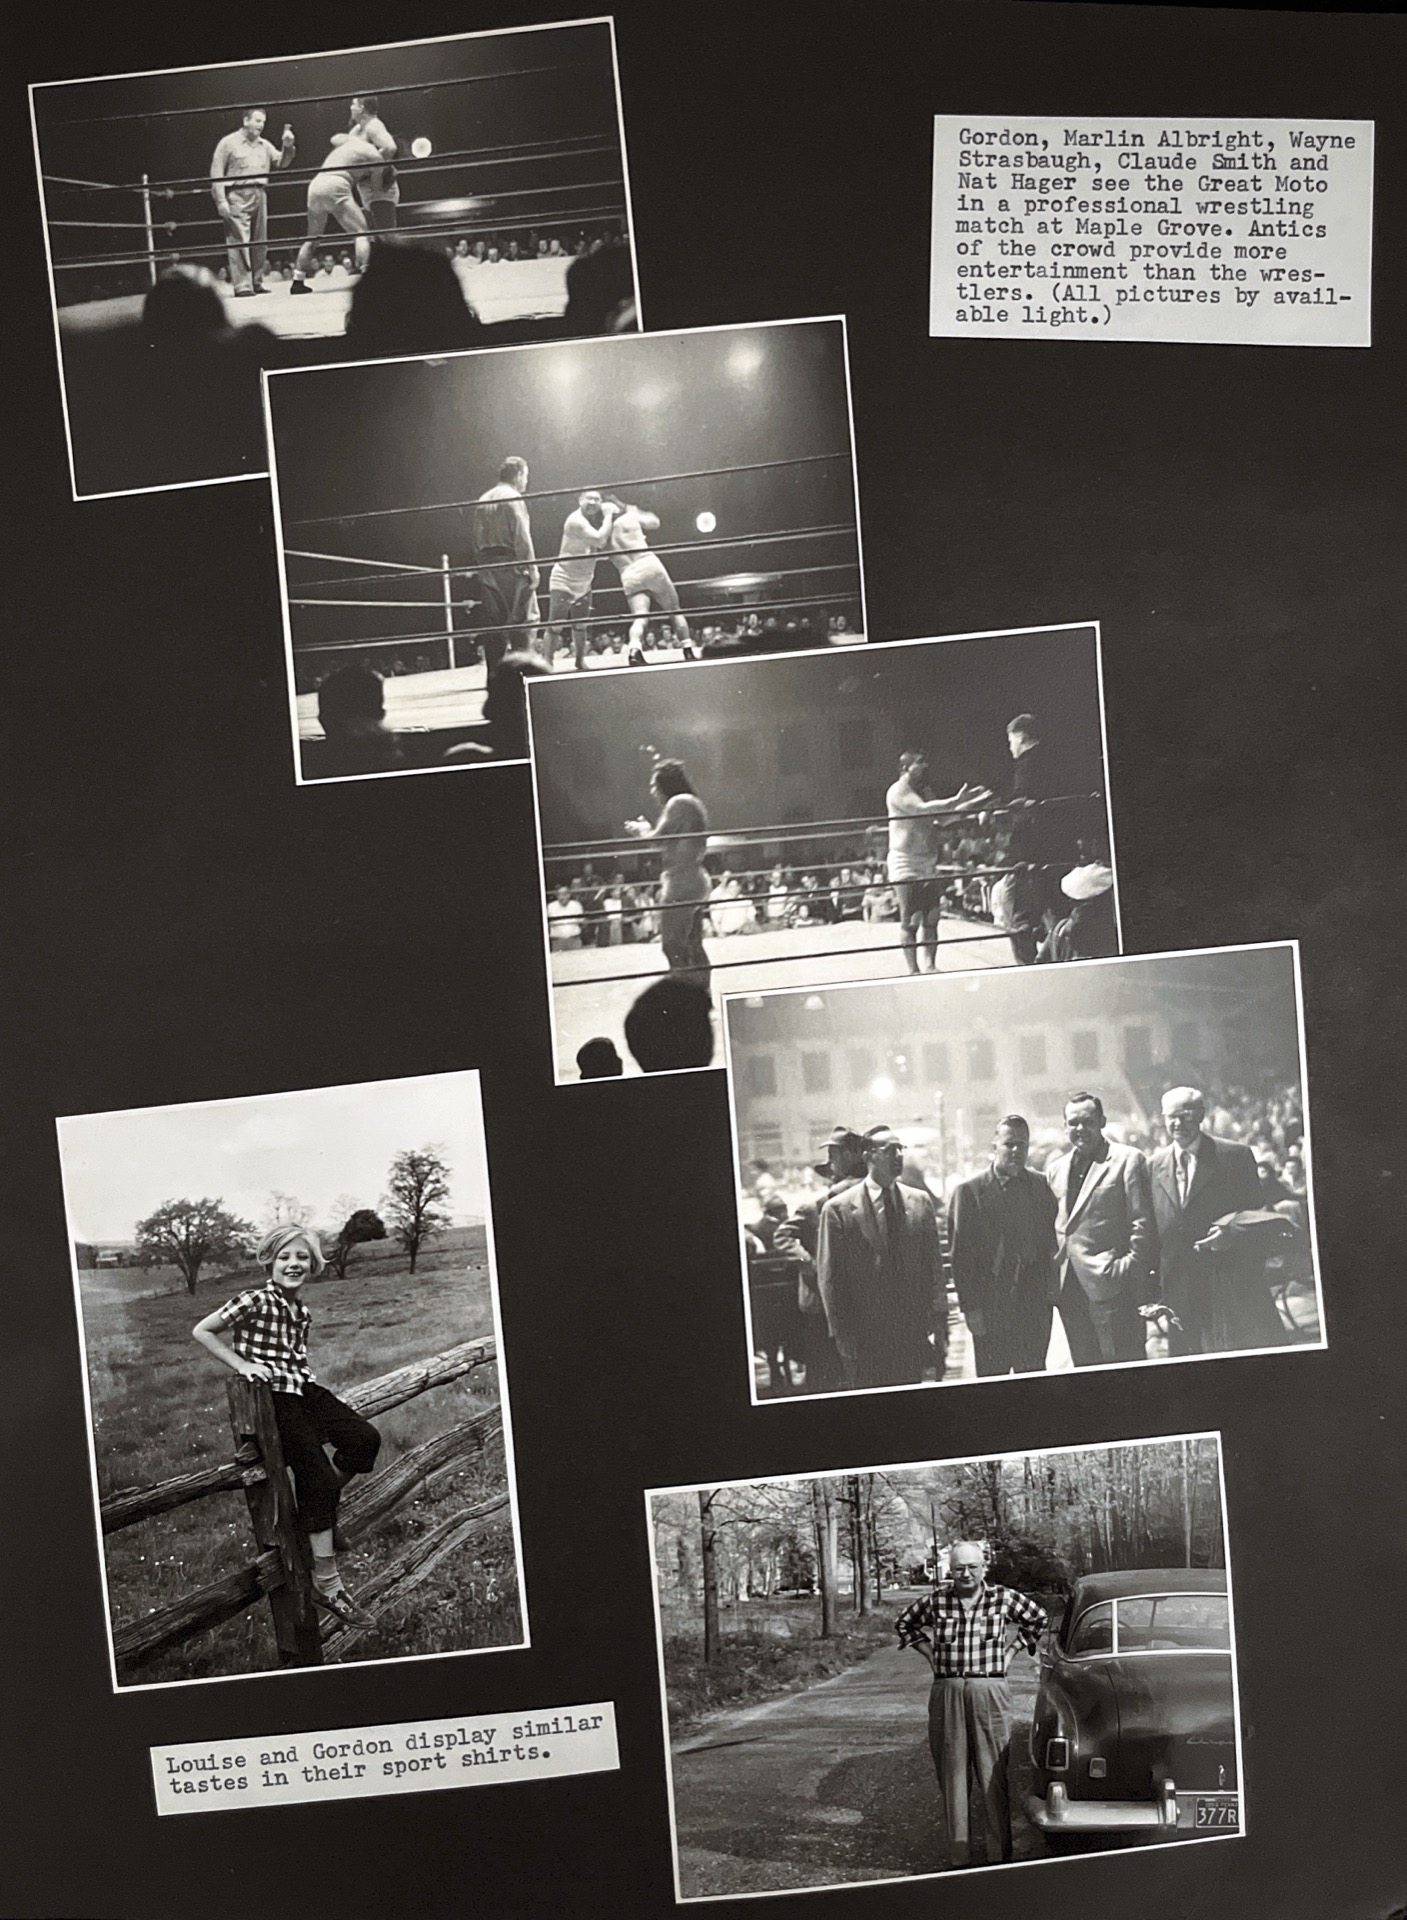 Gordon, Marlin Albright, Wayne
Strasbaugh, Claude Smith and
Nat Hager see the Great Moto
in a professional wrestling
match at Maple Grove. Antics
of the crowd provide more
entertainment than the wres-
tlers. (All pictures by avail-
able light.)
Louise and Gordon display similar
tastes in their sport shirts.
377R